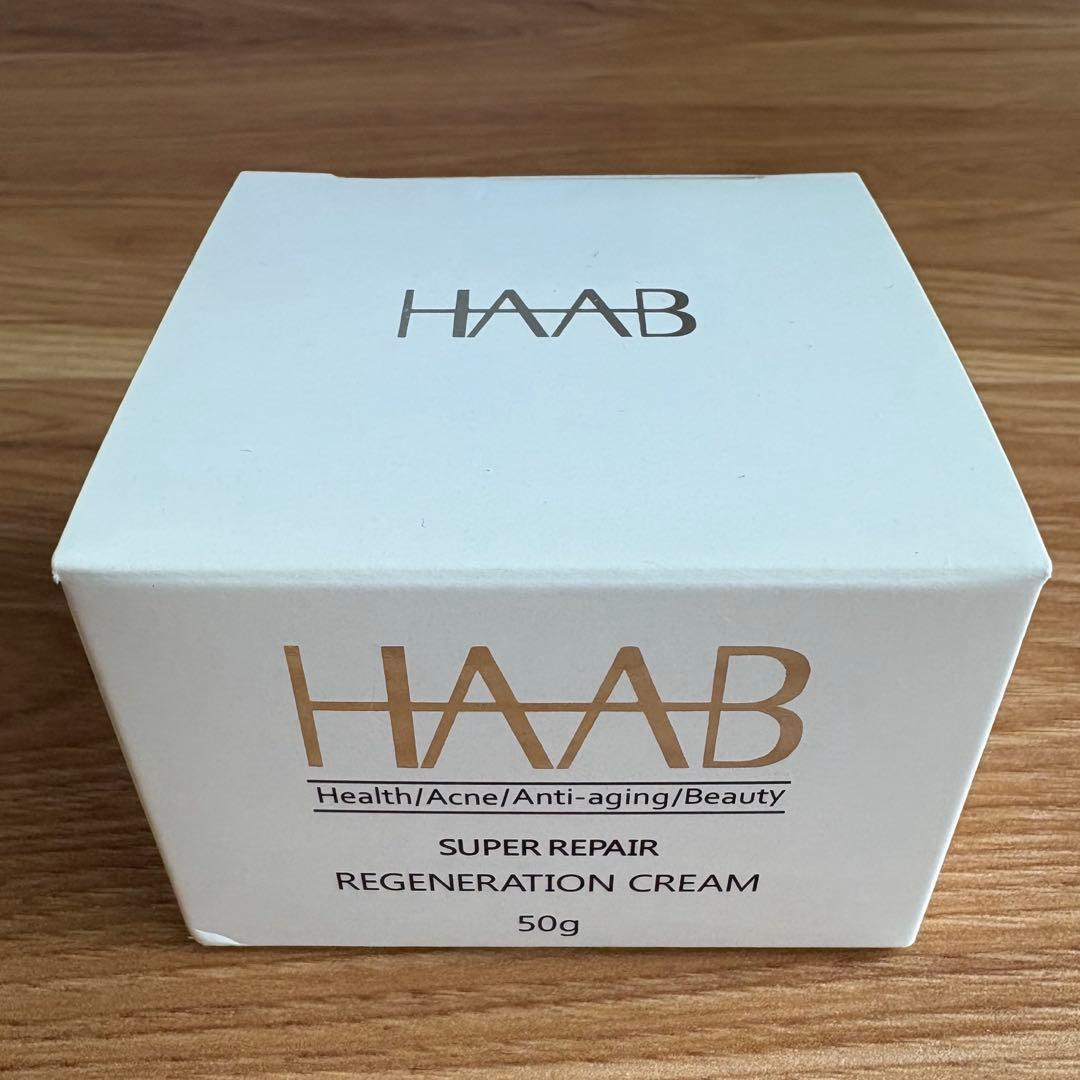 HAAB
HAAB
Health/Acne/Anti-aging/Beauty
SUPER REPAIR
REGENERATION CREAM
50g